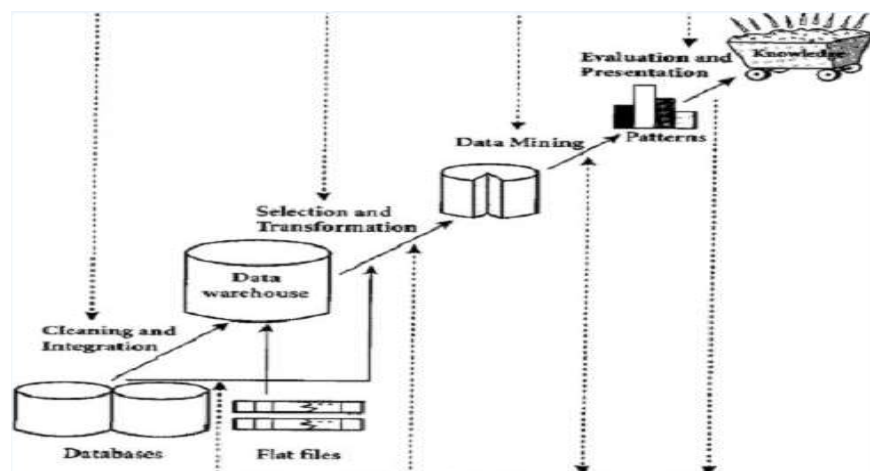 Evaluation and
Presentation
Knowledge
Patterns
Data Mining
Selection and
Transformation
Data
warehouse
Cleaning and
Integration
Databases
Flat files